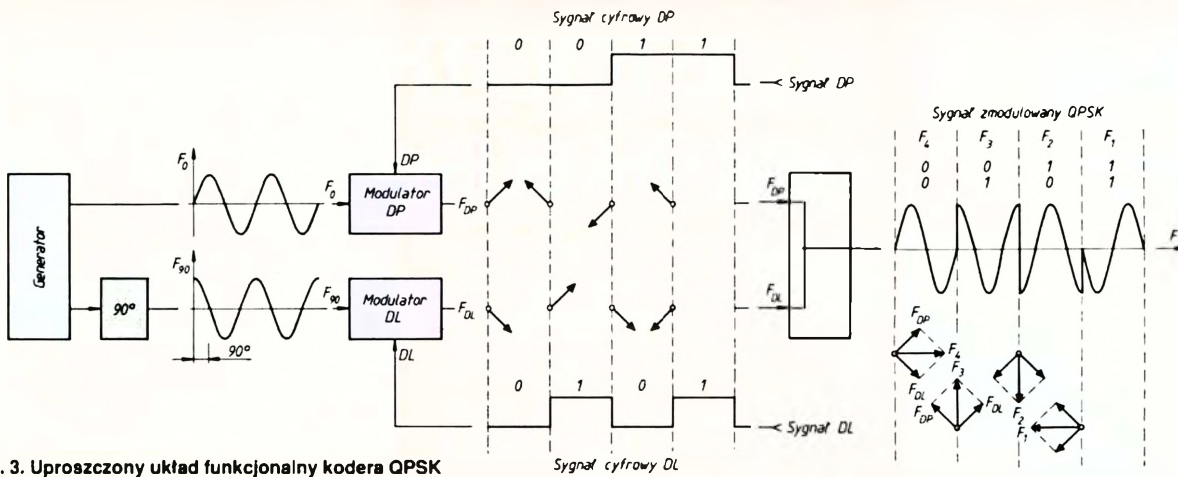 Sygnał cyfrowy DP
0 0 1 1
Sygnał DP
Sygnał zmodulowany QPSK
F4 F3 F2 F1
0 0 1 1
0 1 0 1
Generator
90°
F0
F90
90°
F0
F90
DP
Modulator DP
Modulator DL
DL
FDP
FDL
FDP
FDL
F
FDP
F4
FDL
F3
FDP
FDL
F2
F1
0 1 0 1
Sygnał DL
Sygnał cyfrowy DL
. 3. Uproszczony układ funkcjonalny kodera QPSK